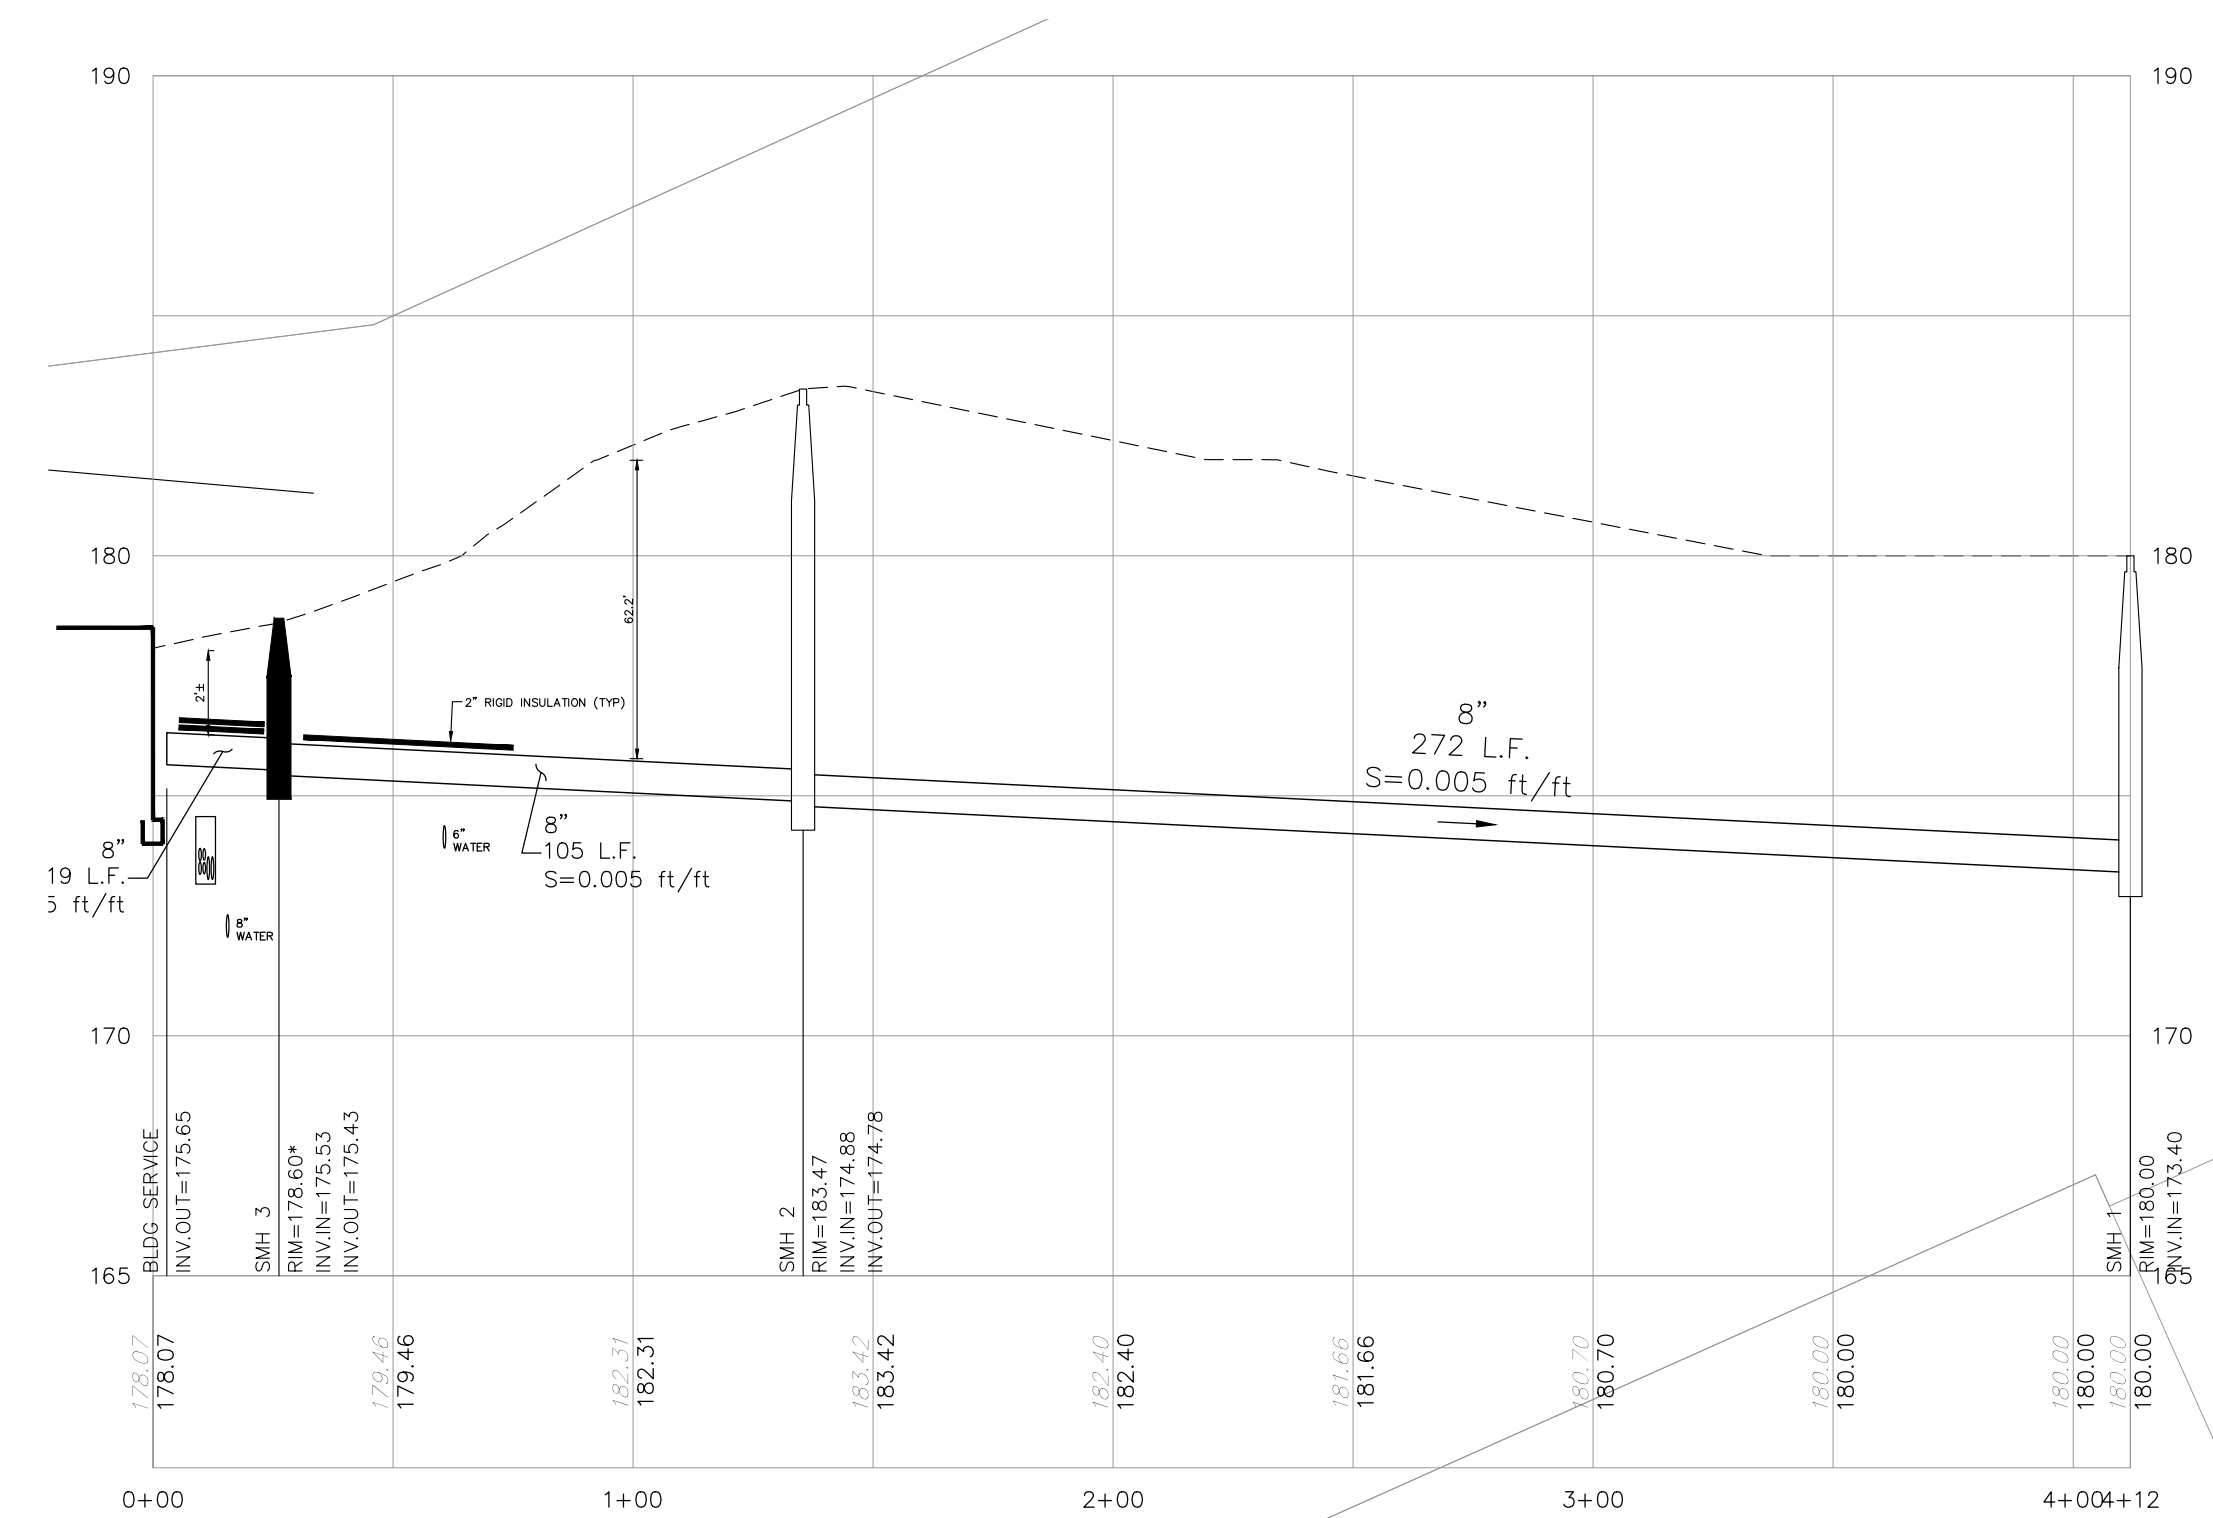 190
190
180
180
62.2'
2'±
2" RIGID INSULATION (TYP)
8"
272 L.F.
S=0.005 ft/ft
8"
19 L.F.
5 ft/ft
6"
WATER
8"
105 L.F.
S=0.005 ft/ft
8"
WATER
170
170
BLDG SERVICE
INV.OUT=175.65
SMH 3
RIM=178.60*
INV.IN=175.53
INV.OUT=175.43
SMH 2
RIM=183.47
INV.IN=174.88
INV.OUT=174.78
SMH 1
RIM=180.00
INV.IN=173.40
165
165
178.07
178.07
179.46
179.46
182.31
182.31
183.42
183.42
182.40
182.40
181.66
181.66
180.70
180.70
180.00
180.00
180.00
180.00
180.00
180.00
0+00
1+00
2+00
3+00
4+00
4+12